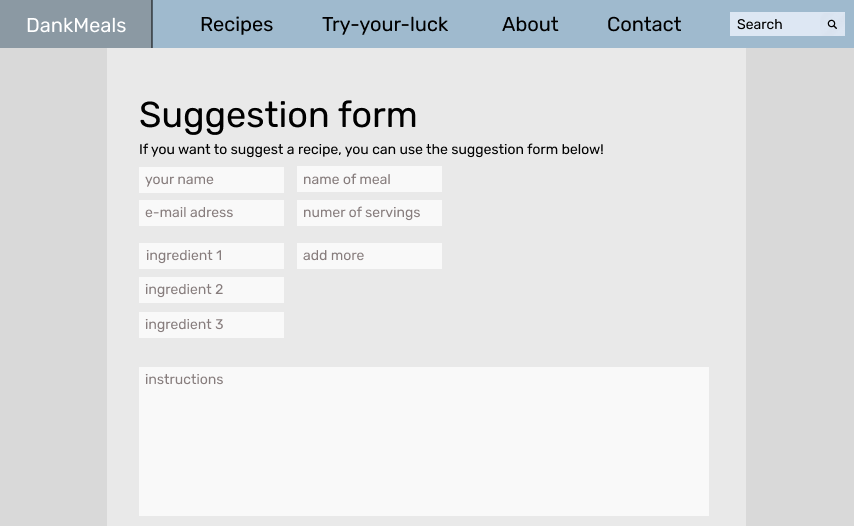 DankMeals Recipes Try-your-luck About Contact Search
Suggestion form
If you want to suggest a recipe, you can use the suggestion form below!
your name name of meal
e-mail adress numer of servings
ingredient 1 add more
ingredient 2
ingredient 3
instructions